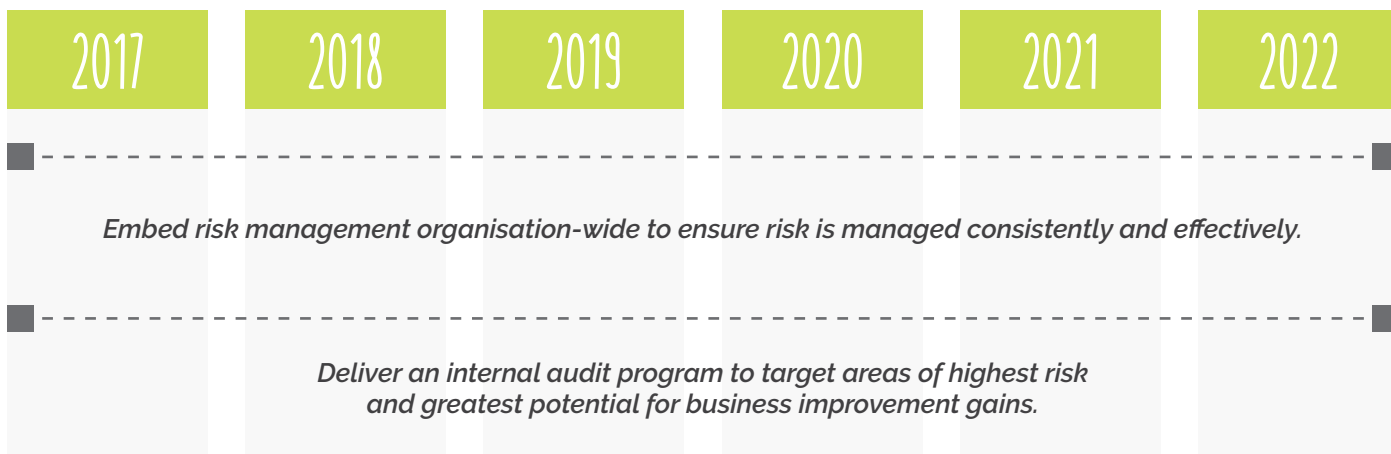 2017 2018 2019 2020 2021 2022
Embed risk management organisation-wide to ensure risk is managed consistently and effectively.
Deliver an internal audit program to target areas of highest risk
and greatest potential for business improvement gains.